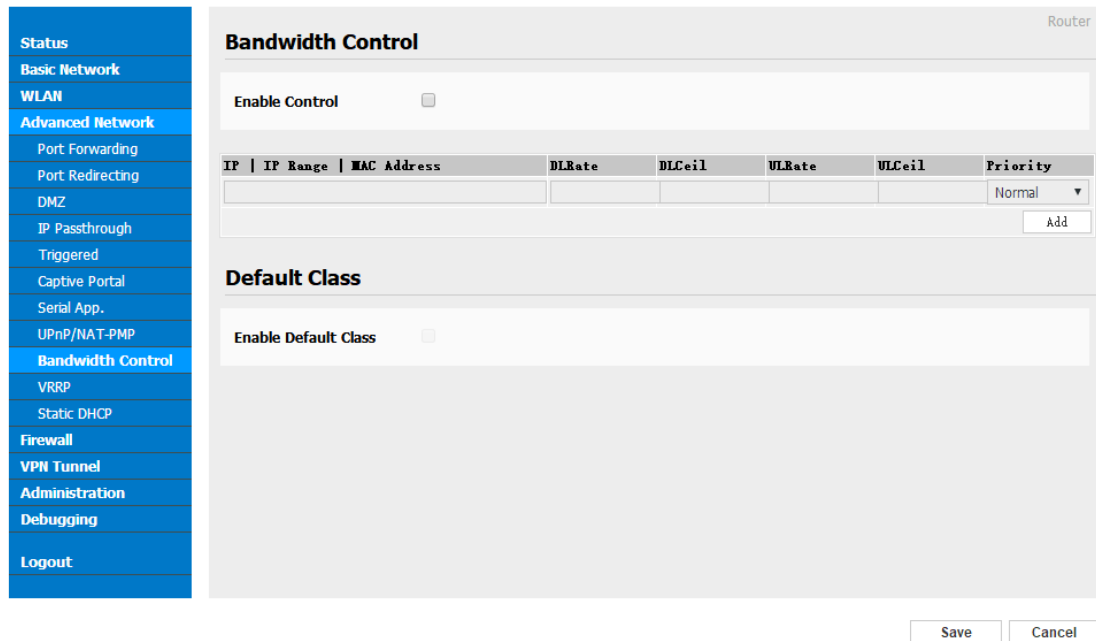 Router
Status
Basic Network
WLAN
Advanced Network
Port Forwarding
Port Redirecting
DMZ
IP Passthrough
Triggered
Captive Portal
Serial App.
UPnP/NAT-PMP
Bandwidth Control
VRRP
Static DHCP
Firewall
VPN Tunnel
Administration
Debugging
Logout
Bandwidth Control
Enable Control
IP | IP Range | MAC Address DLRate DLCeil ULRate ULCeil Priority
Normal
Add
Default Class
Enable Default Class
Save Cancel